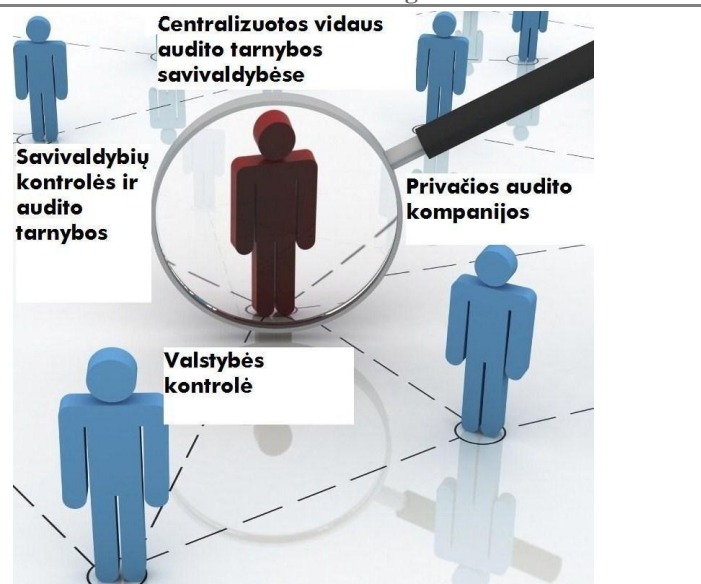 Centralizuotos vidaus
audito tarnybos
savivaldybėse
Savivaldybių
kontrolės ir
audito
tarnybos
Privačios audito
kompanijos
Valstybės
kontrolė